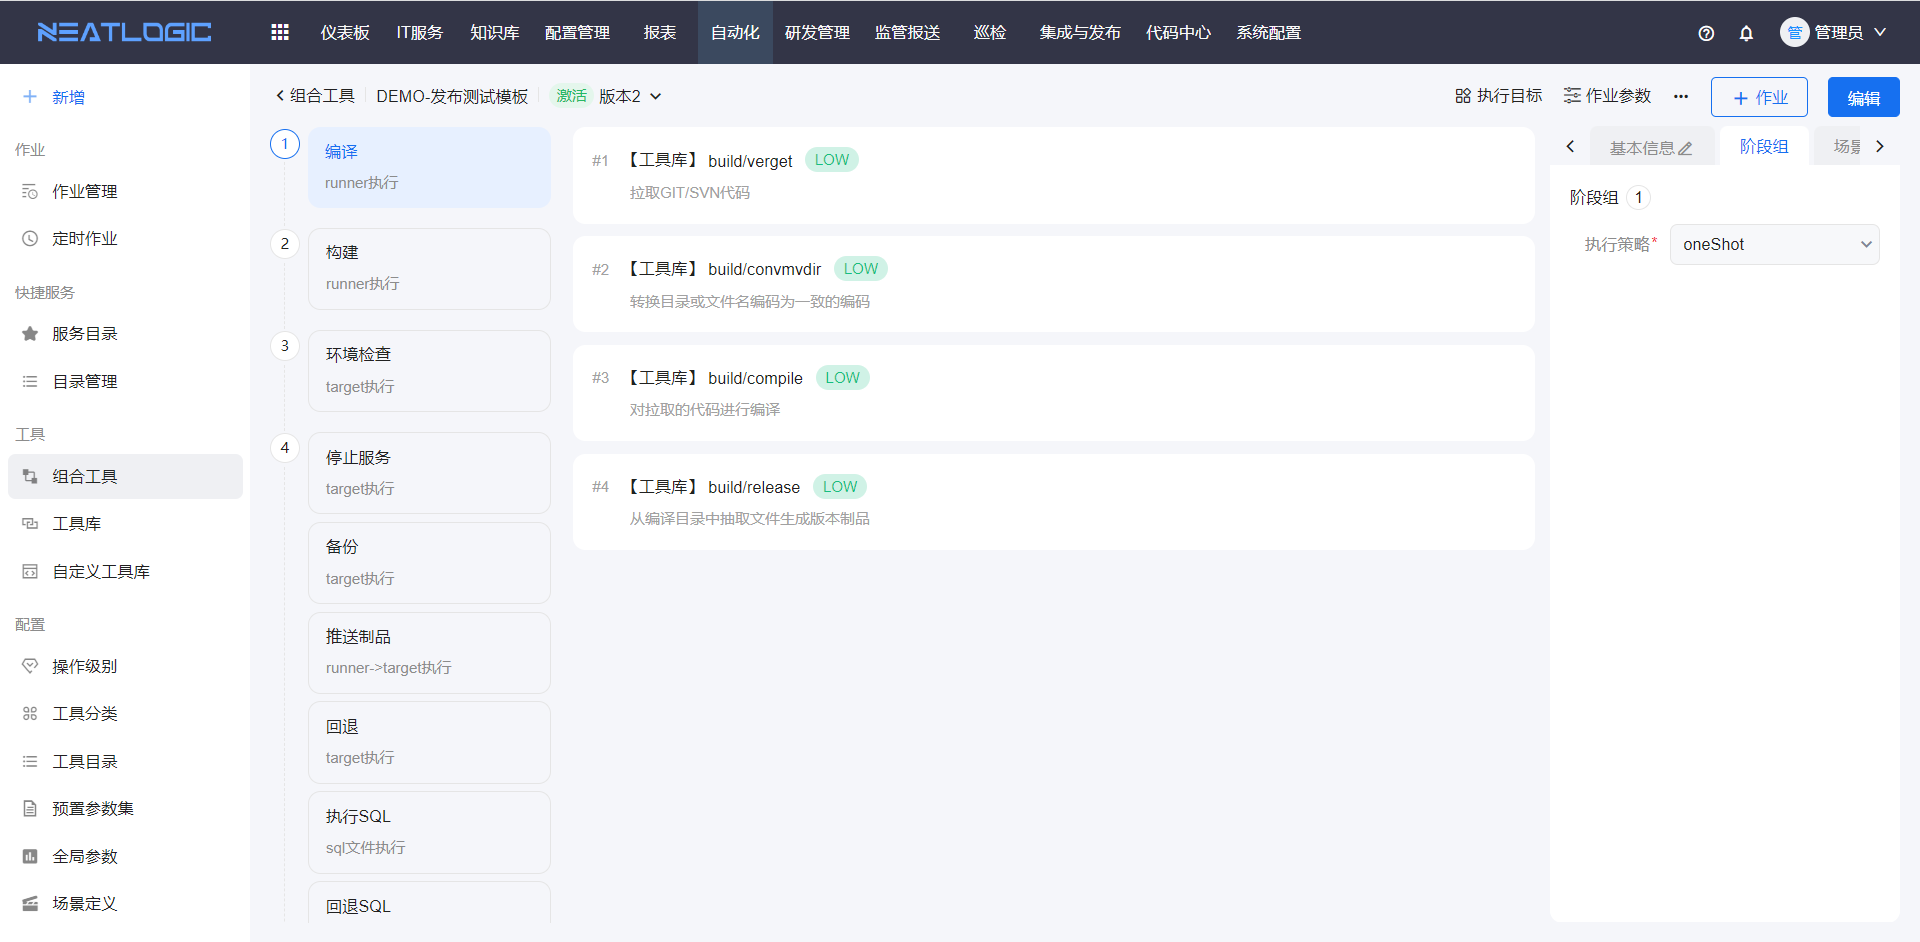 NEATLOGIC
仪表板 IT服务 知识库 配置管理 报表 自动化 研发管理 监管报送 巡检 集成与发布 代码中心 系统配置
管 管理员
新增
作业
作业管理
定时作业
快捷服务
服务目录
目录管理
工具
组合工具
工具库
自定义工具库
配置
操作级别
工具分类
工具目录
预置参数集
全局参数
场景定义
组合工具 DEMO-发布测试模板 激活 版本2
执行目标 作业参数 ··· + 作业 编辑
1
编译
runner执行
2
构建
runner执行
3
环境检查
target执行
4
停止服务
target执行
备份
target执行
推送制品
runner->target执行
回退
target执行
执行SQL
sql文件执行
回退SQL
#1 【工具库】 build/verget LOW
拉取GIT/SVN代码
#2 【工具库】 build/convmvdir LOW
转换目录或文件名编码为一致的编码
#3 【工具库】 build/compile LOW
对拉取的代码进行编译
#4 【工具库】 build/release LOW
从编译目录中抽取文件生成版本制品
基本信息 阶段组 场景
阶段组 1
执行策略* oneShot